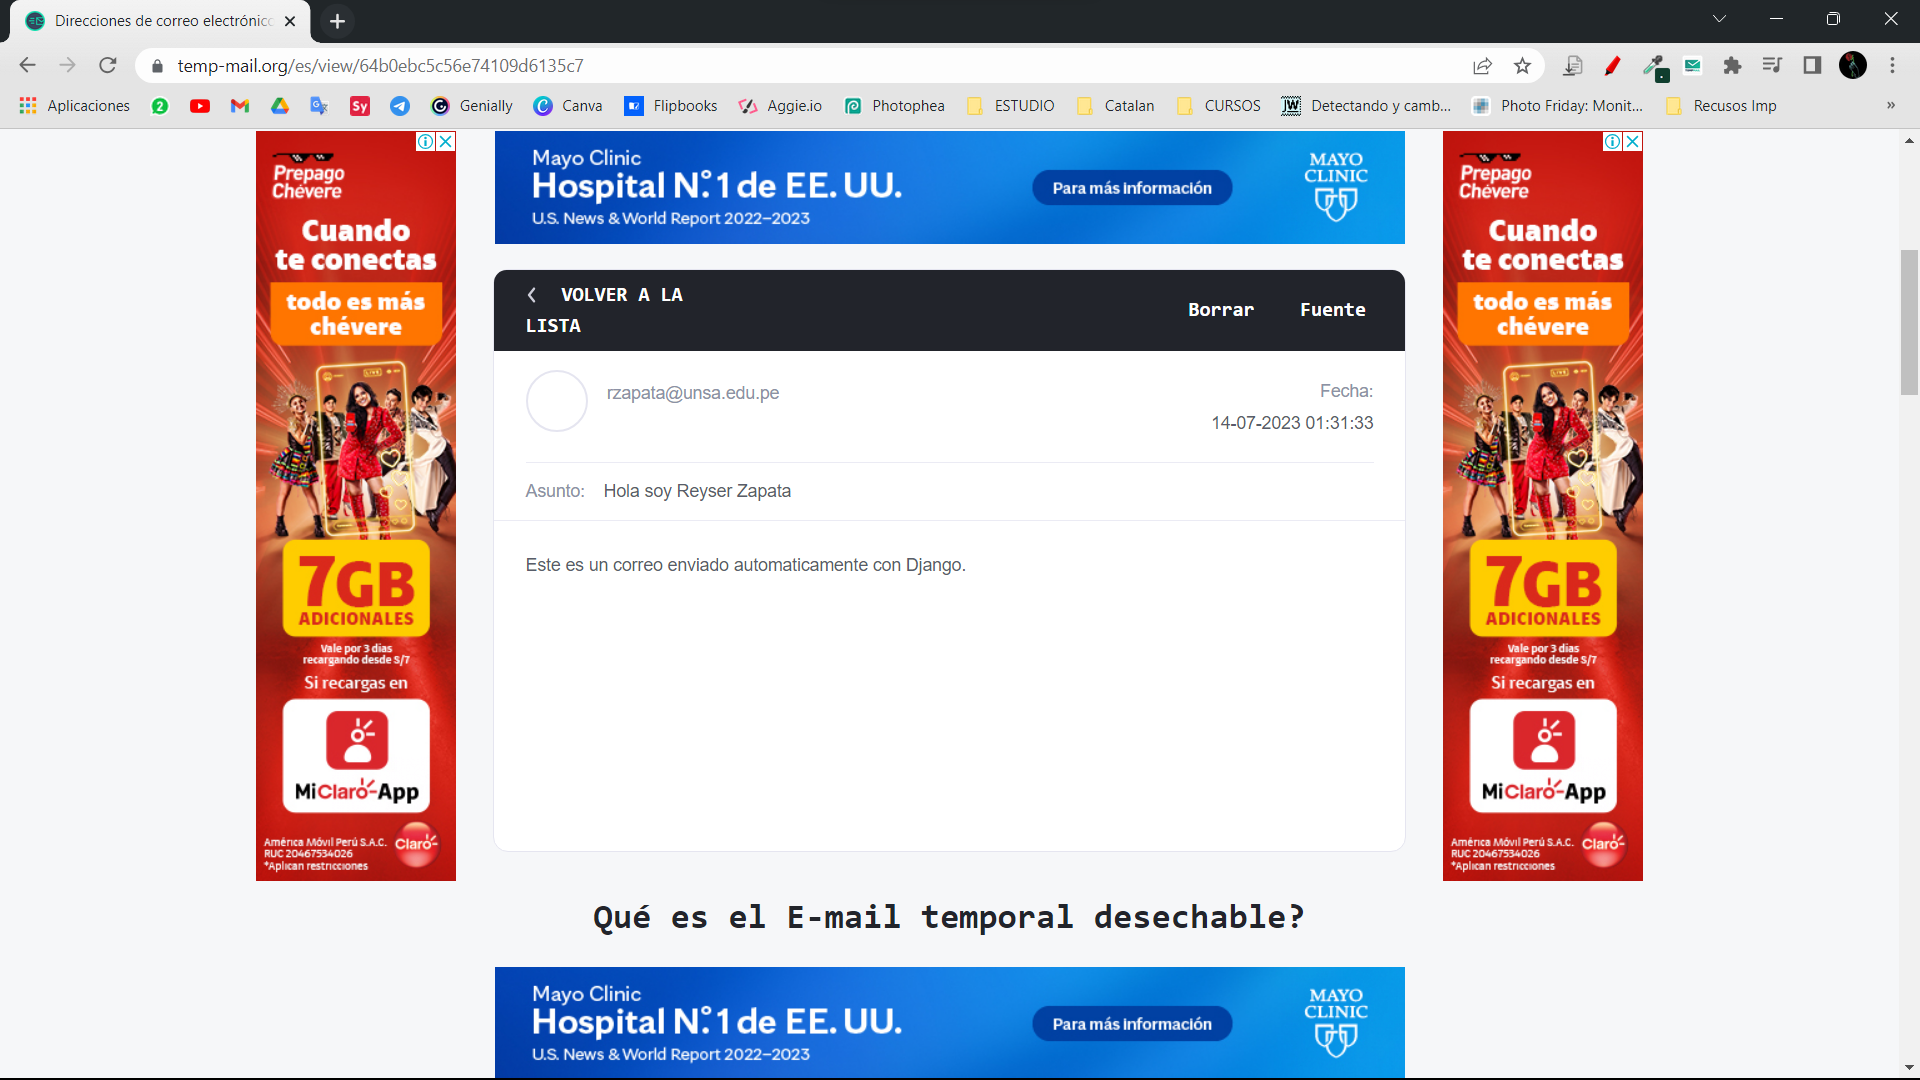 Direcciones de correo electrónico
temp-mail.org/es/view/64b0ebc5c56e74109d6135c7
Aplicaciones
2
Sy
Genially
Canva
Flipbooks
Aggie.io
Photophea
ESTUDIO
Catalan
CURSOS
JW
Detectando y camb...
Photo Friday: Monit...
Recusos Imp
»
Prepago
Chévere
Cuando
te conectas
todo es más
chévere
LIVE
7GB
ADICIONALES
Vale por 3 dias
recargando desde S/7
Si recargas en
MiClaro-App
América Móvil Perú S.A.C.
RUC 20467534026
*Aplican restricciones
Claro-
Mayo Clinic
Hospital N.º 1 de EE. UU.
U.S. News & World Report 2022–2023
Para más información
MAYO
CLINIC
VOLVER A LA
LISTA
Borrar
Fuente
rzapata@unsa.edu.pe
Fecha:
14-07-2023 01:31:33
Asunto: Hola soy Reyser Zapata
Este es un correo enviado automaticamente con Django.
Qué es el E-mail temporal desechable?
Mayo Clinic
Hospital N.º 1 de EE. UU.
U.S. News & World Report 2022–2023
Para más información
MAYO
CLINIC
Prepago
Chévere
Cuando
te conectas
todo es más
chévere
LIVE
7GB
ADICIONALES
Vale por 3 dias
recargando desde S/7
Si recargas en
MiClaro-App
América Móvil Perú S.A.C.
RUC 20467534026
*Aplican restricciones
Claro-